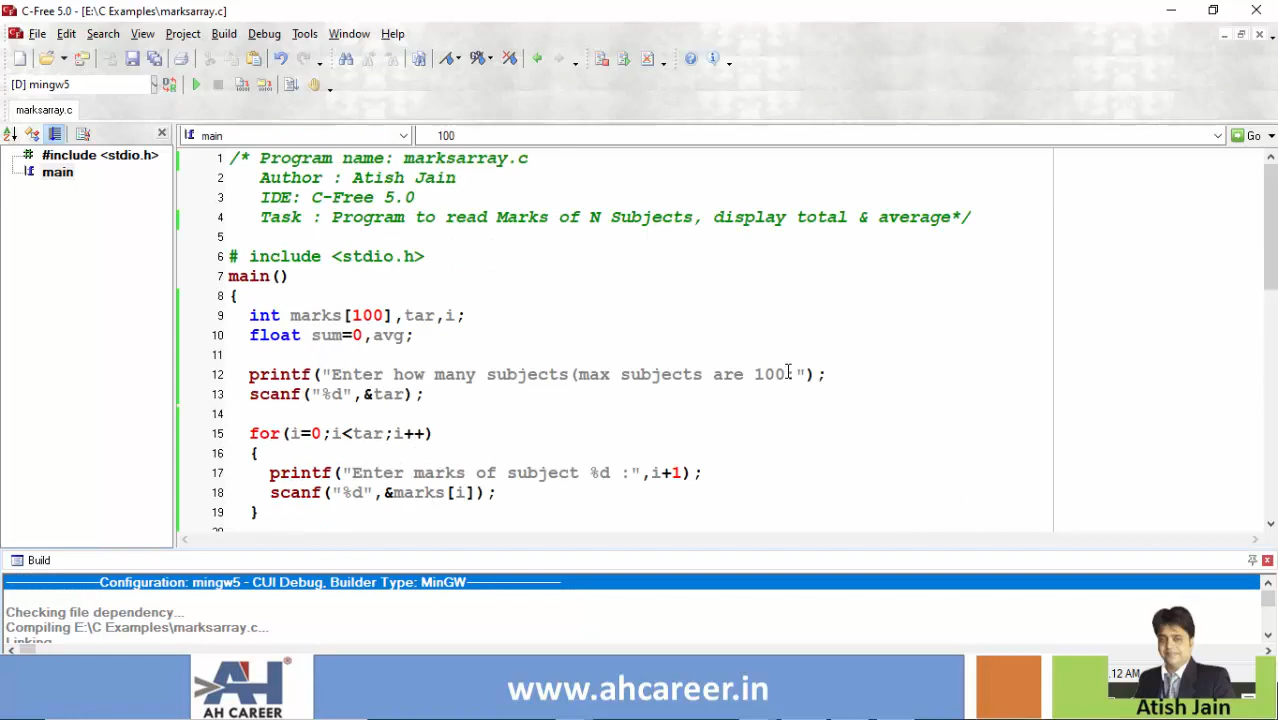 C-Free 5.0 - [E:\C Examples\marksarray.c]
File Edit Search View Project Build Debug Tools Window Help
[D] mingw5
marksarray.c
main 100 Go
#include <stdio.h>
main
1 /* Program name: marksarray.c
2 Author : Atish Jain
3 IDE: C-Free 5.0
4 Task : Program to read Marks of N Subjects, display total & average*/
5
6 # include <stdio.h>
7 main()
8 {
9 int marks[100],tar,i;
10 float sum=0,avg;
11
12 printf("Enter how many subjects(max subjects are 100:");
13 scanf("%d",&tar);
14
15 for(i=0;i<tar;i++)
16 {
17 printf("Enter marks of subject %d :",i+1);
18 scanf("%d",&marks[i]);
19 }
Build
Configuration: mingw5 - CUI Debug, Builder Type: MinGW
Checking file dependency...
Compiling E:\C Examples\marksarray.c...
Linking
AH
AH CAREER
www.ahcareer.in
12 AM
Atish Jain